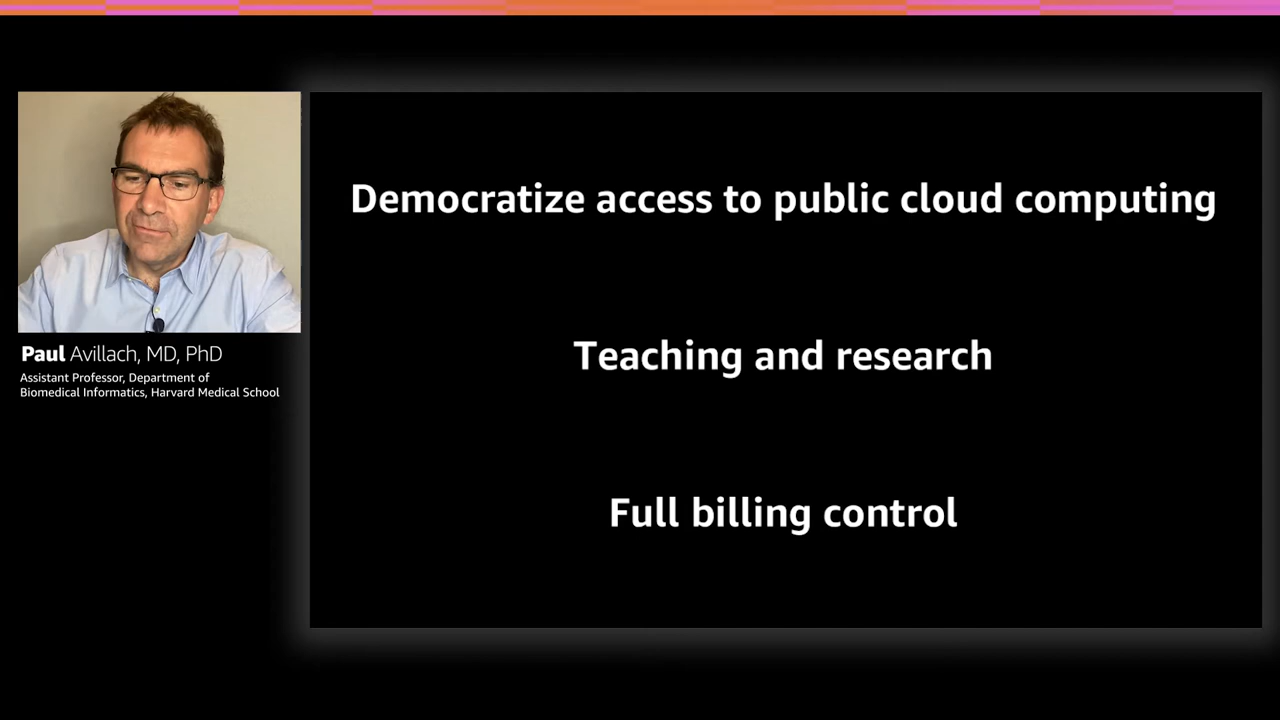 Paul Avillach, MD, PhD
Assistant Professor, Department of
Biomedical Informatics, Harvard Medical School
Democratize access to public cloud computing
Teaching and research
Full billing control